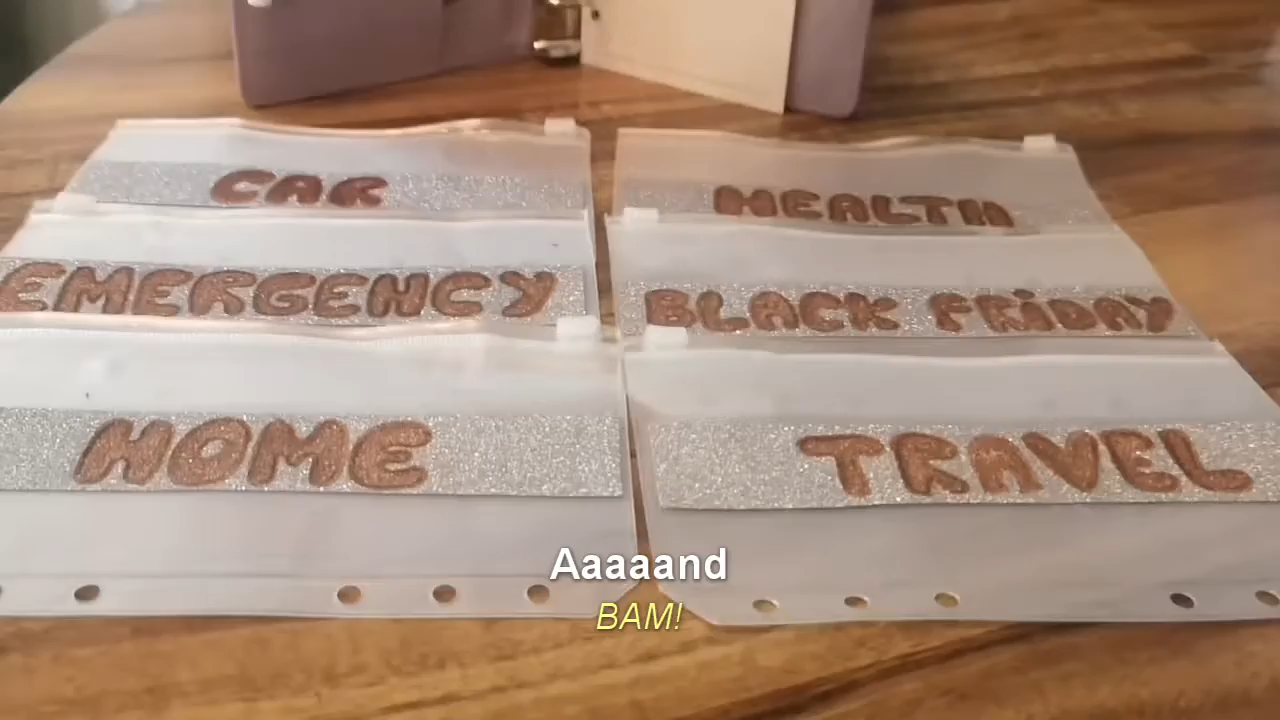 CAR
HEALTH
EMERGENCY
BLACK FRiDAY
HOME
TRAVEL
Aaaaand
BAM!